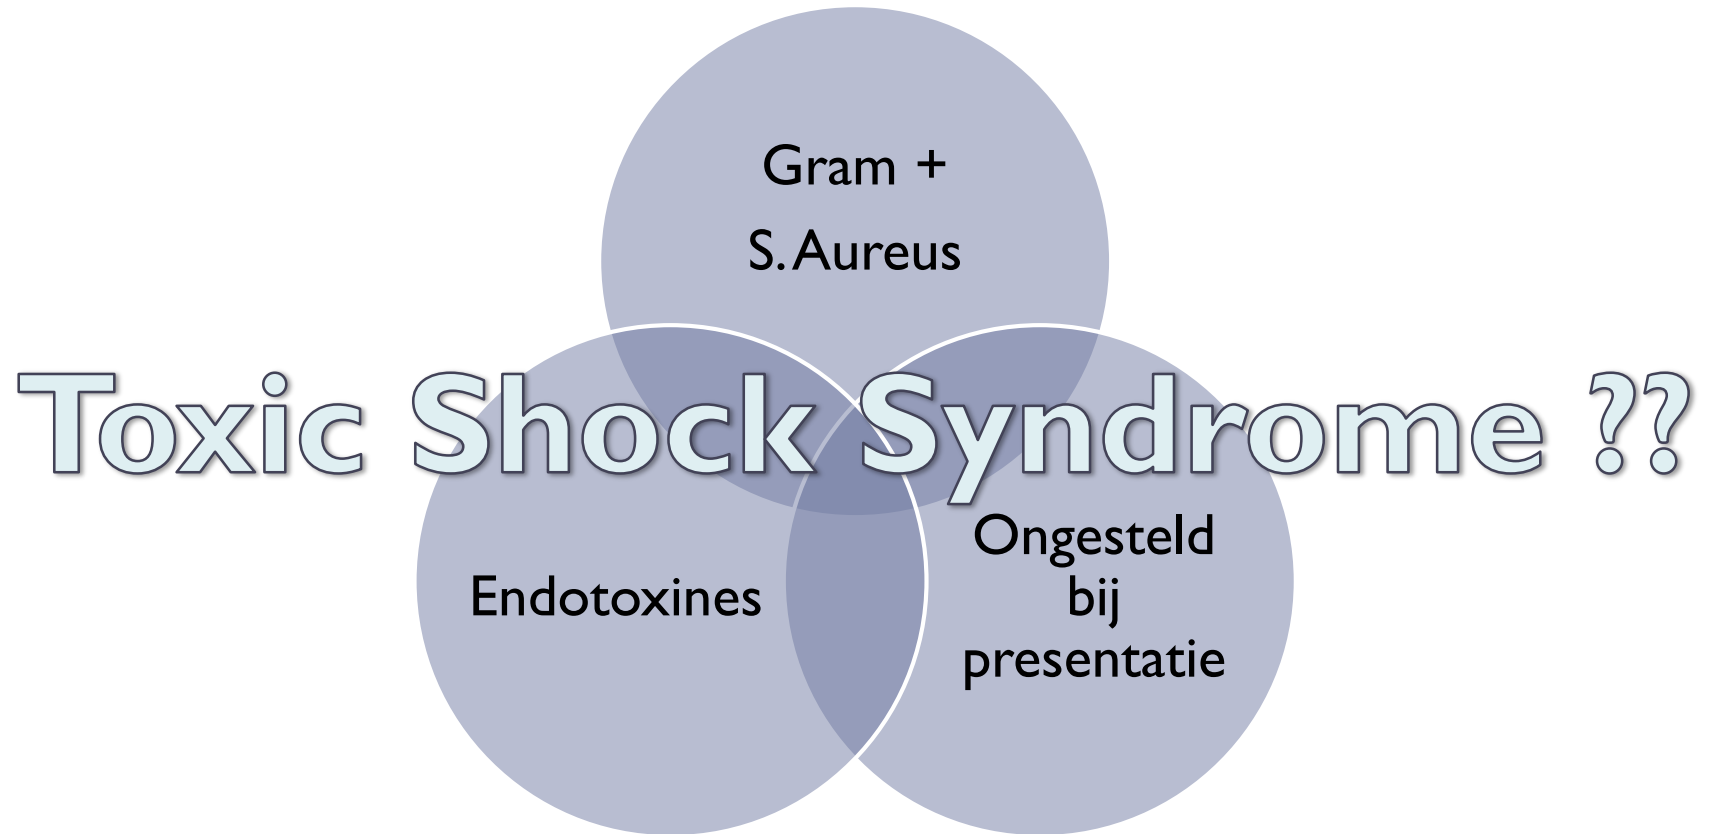 Gram +
S. Aureus
Toxic Shock Syndrome ??
Endotoxines
Ongesteld
bij
presentatie